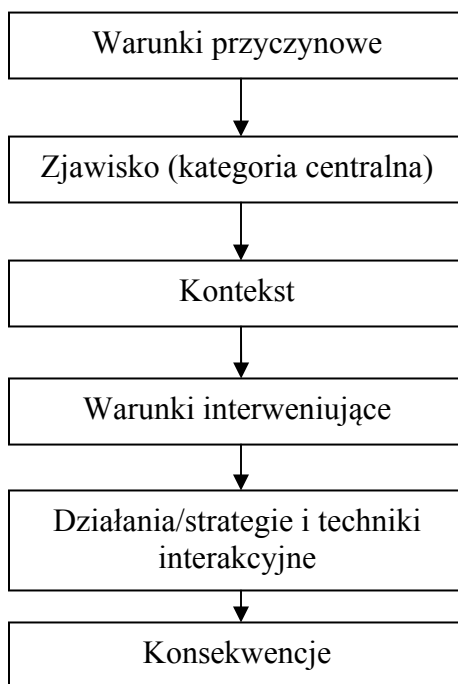 Warunki przyczynowe
Zjawisko (kategoria centralna)
Kontekst
Warunki interweniujące
Działania/strategie i techniki
interakcyjne
Konsekwencje